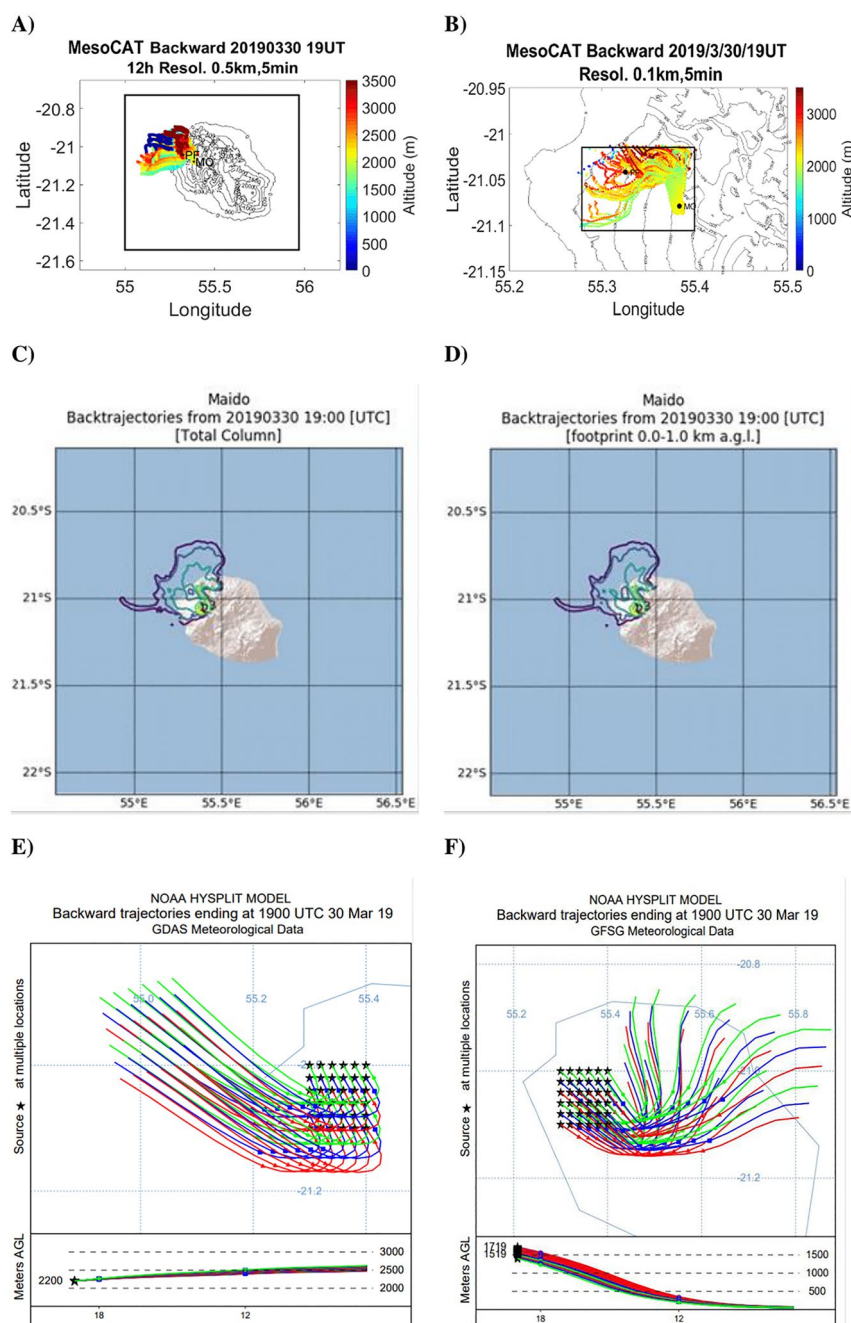 A)
MesoCAT Backward 20190330 19UT
12h Resol. 0.5km,5min
-20.8
-21
-21.2
-21.4
-21.6
Latitude
55
55.5
56
Longitude
PF
MO
3500
3000
2500
2000
1500
1000
500
0
Altitude (m)
B)
MesoCAT Backward 2019/3/30/19UT
Resol. 0.1km,5min
-20.95
-21
-21.05
-21.1
-21.15
Latitude
55.2
55.3
55.4
55.5
Longitude
MO
3000
2000
1000
0
Altitude (m)
C)
Maido
Backtrajectories from 20190330 19:00 [UTC]
[Total Column]
20.5°S
21°S
21.5°S
22°S
55°E
55.5°E
56°E
56.5°E
D)
Maido
Backtrajectories from 20190330 19:00 [UTC]
[footprint 0.0-1.0 km a.g.l.]
20.5°S
21°S
21.5°S
22°S
55°E
55.5°E
56°E
56.5°E
E)
NOAA HYSPLIT MODEL
Backward trajectories ending at 1900 UTC 30 Mar 19
GDAS Meteorological Data
Source ★ at multiple locations
55.0
55.2
55.4
-21.2
Meters AGL
2200
3000
2500
2000
18
12
F)
NOAA HYSPLIT MODEL
Backward trajectories ending at 1900 UTC 30 Mar 19
GFSG Meteorological Data
Source ★ at multiple locations
-20.8
55.2
55.4
55.6
55.8
-21.2
Meters AGL
1719
1519
1500
1000
500
18
12